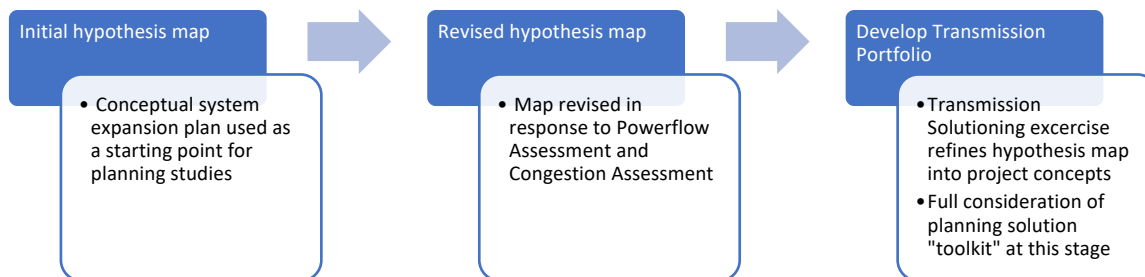 Initial hypothesis map
• Conceptual system
expansion plan used as
a starting point for
planning studies
Revised hypothesis map
• Map revised in
response to Powerflow
Assessment and
Congestion Assessment
Develop Transmission
Portfolio
•Transmission
Solutioning excercise
refines hypothesis map
into project concepts
•Full consideration of
planning solution
"toolkit" at this stage